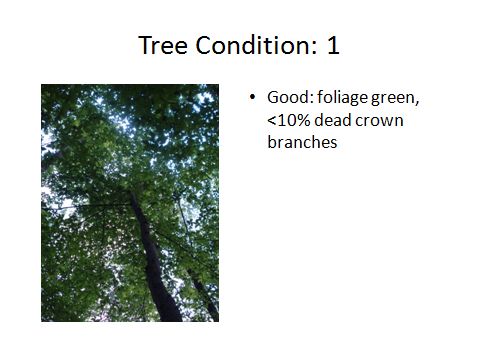 Tree Condition: 1
• Good: foliage green,
<10% dead crown
branches